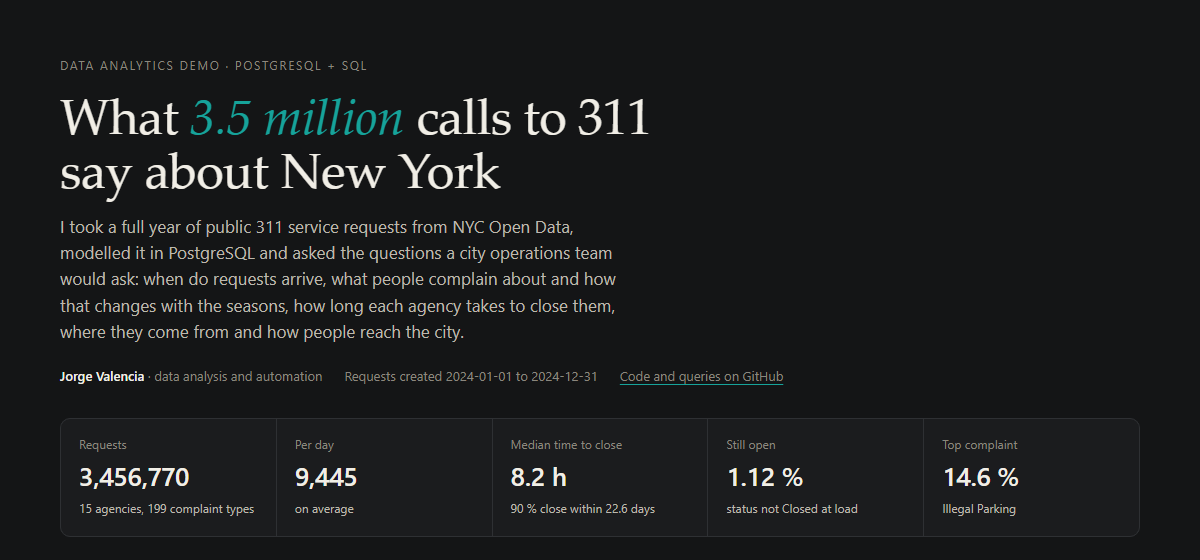 DATA ANALYTICS DEMO · POSTGRESQL + SQL
What 3.5 million calls to 311
say about New York
I took a full year of public 311 service requests from NYC Open Data,
modelled it in PostgreSQL and asked the questions a city operations team
would ask: when do requests arrive, what people complain about and how
that changes with the seasons, how long each agency takes to close them,
where they come from and how people reach the city.
Jorge Valencia · data analysis and automation Requests created 2024-01-01 to 2024-12-31 Code and queries on GitHub
Requests
3,456,770
15 agencies, 199 complaint types
Per day
9,445
on average
Median time to close
8.2 h
90 % close within 22.6 days
Still open
1.12 %
status not Closed at load
Top complaint
14.6 %
Illegal Parking